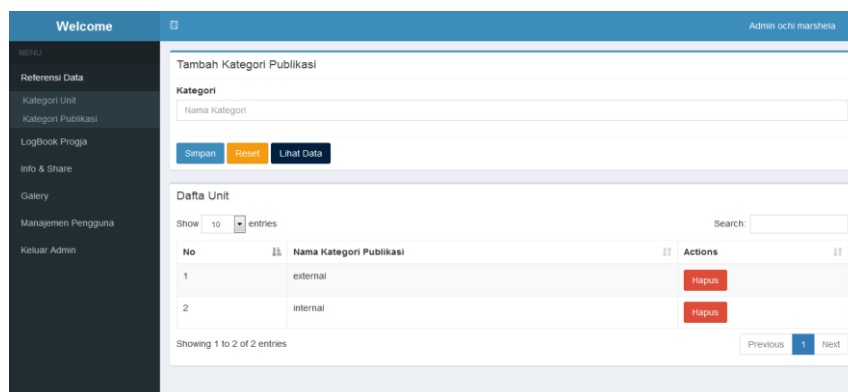 Welcome
Admin ochi marshela
MENU
Referensi Data
Kategori Unit
Kategori Publikasi
LogBook Progja
Info & Share
Galery
Manajemen Pengguna
Keluar Admin
Tambah Kategori Publikasi
Kategori
Nama Kategori
Simpan Reset Lihat Data
Dafta Unit
Show 10 entries Search:
No Nama Kategori Publikasi Actions
1 external Hapus
2 internal Hapus
Showing 1 to 2 of 2 entries Previous 1 Next